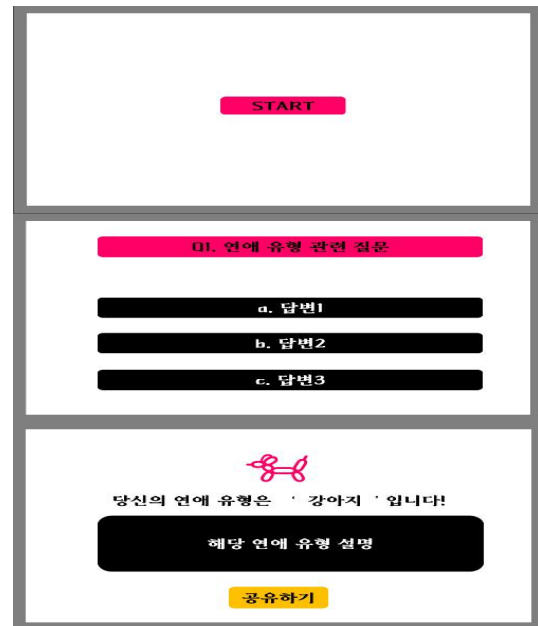 START
Q1. 연애 유형 관련 질문
a. 답변1
b. 답변2
c. 답변3
당신의 연애 유형은 ' 강아지 ' 입니다!
해당 연애 유형 설명
공유하기